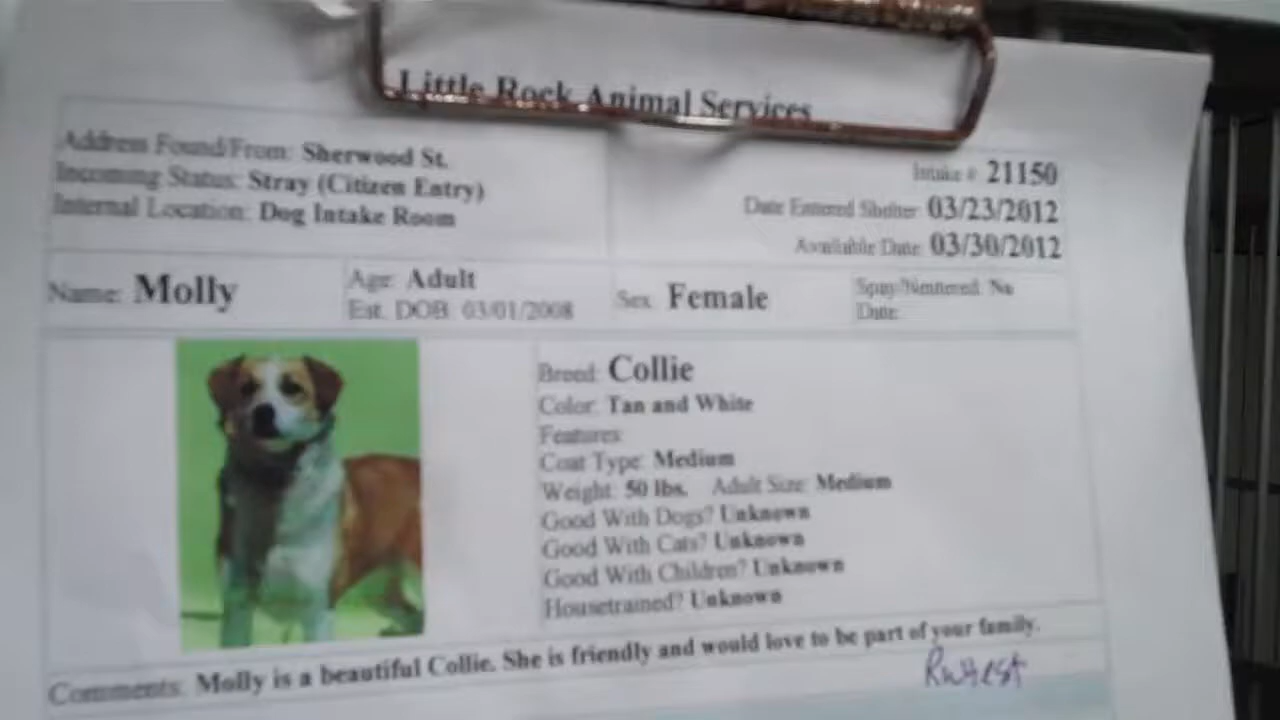 Little Rock Animal Services
Address Found/From: Sherwood St.
Incoming Status: Stray (Citizen Entry)
Internal Location: Dog Intake Room
Intake # 21150
Date Entered Shelter: 03/23/2012
Available Date: 03/30/2012
Name: Molly
Age: Adult
Est. DOB: 03/01/2008
Sex: Female
Spay/Neutered: No
Date:
Breed: Collie
Color: Tan and White
Features:
Coat Type: Medium
Weight: 50 lbs. Adult Size: Medium
Good With Dogs? Unknown
Good With Cats? Unknown
Good With Children? Unknown
Housetrained? Unknown
Comments: Molly is a beautiful Collie. She is friendly and would love to be part of your family.